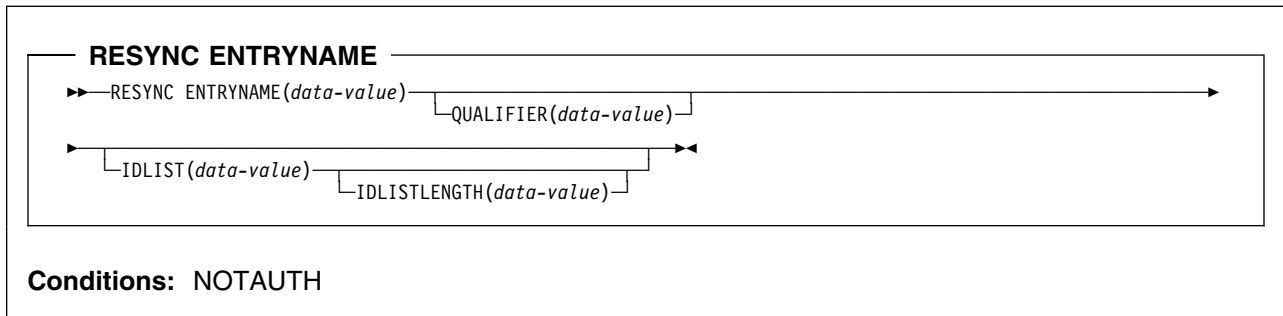 RESYNC ENTRYNAME
RESYNC ENTRYNAME(data-value)
QUALIFIER(data-value)
IDLIST(data-value)
IDLISTLENGTH(data-value)
Conditions: NOTAUTH